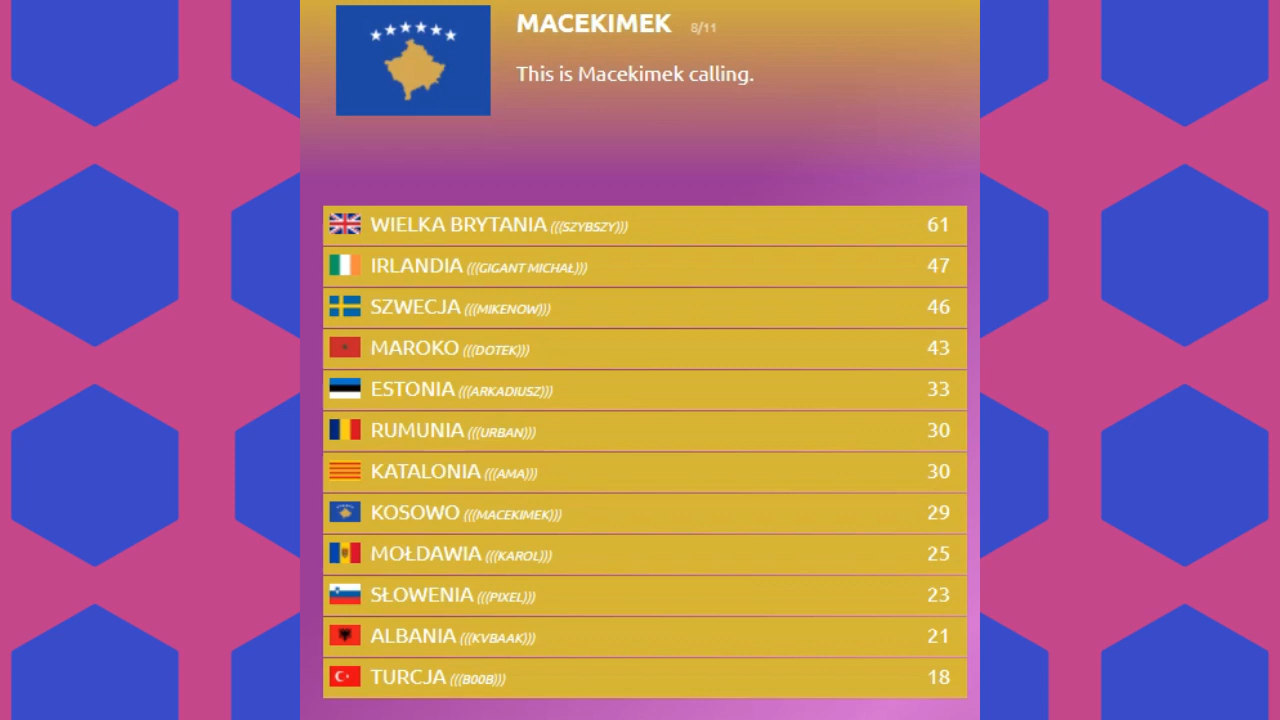 MACEKIMEK 8/11
This is Macekimek calling.
WIELKA BRYTANIA (((SZYBSZY))) 61
IRLANDIA (((GIGANT MICHAŁ))) 47
SZWECJA (((MIKENOW))) 46
MAROKO (((DOTEK))) 43
ESTONIA (((ARKADIUSZ))) 33
RUMUNIA (((URBAN))) 30
KATALONIA (((AMA))) 30
KOSOWO (((MACEKIMEK))) 29
MOŁDAWIA (((KAROL))) 25
SŁOWENIA (((PIXEL))) 23
ALBANIA (((KVBAAK))) 21
TURCJA (((B00B))) 18